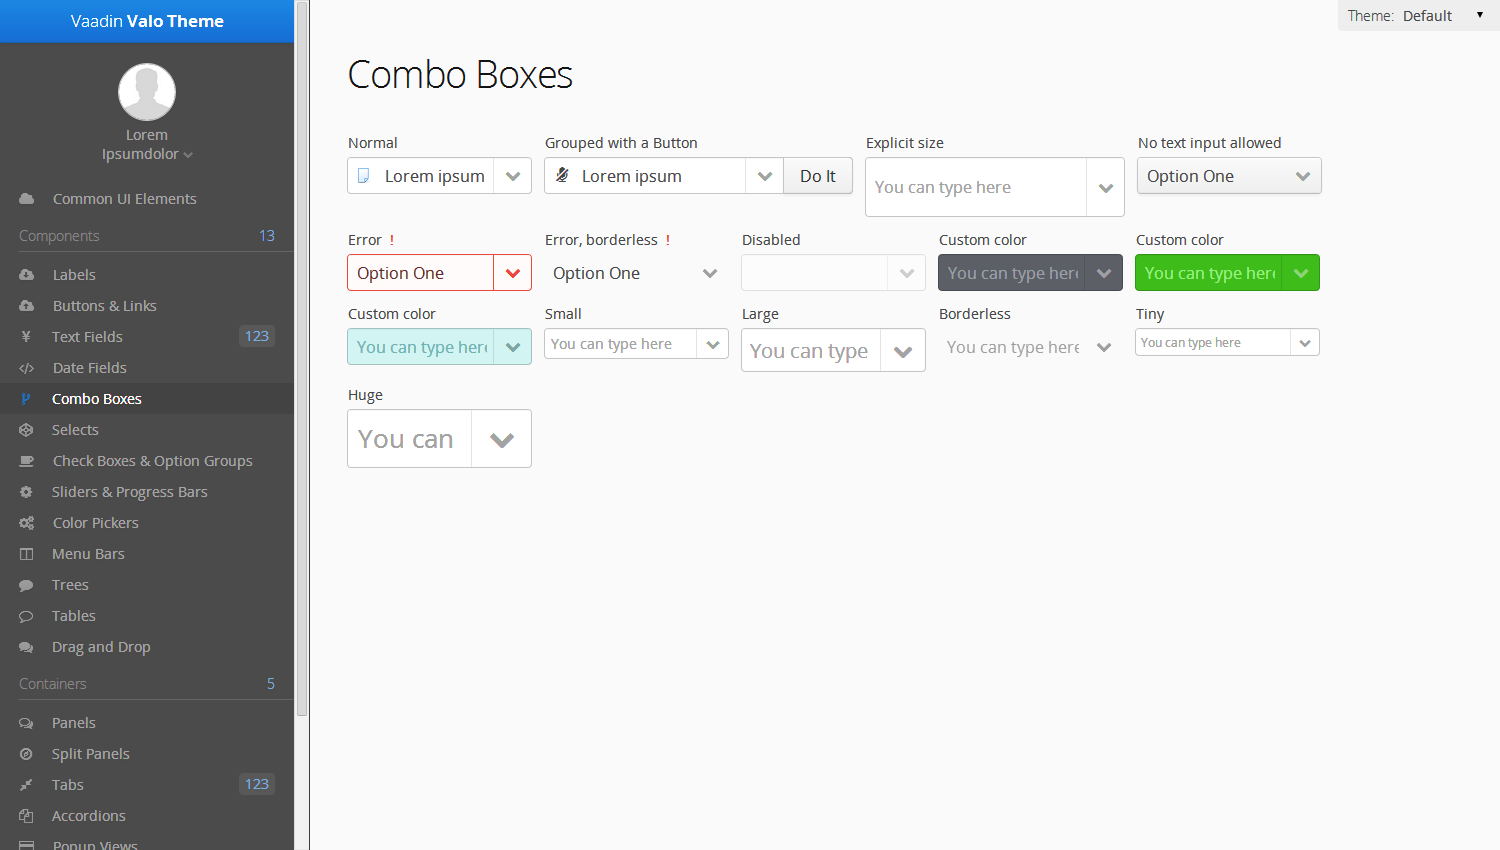 Vaadin Valo Theme
Lorem
Ipsumdolor
Common UI Elements
Components 13
Labels
Buttons & Links
Text Fields 123
Date Fields
Combo Boxes
Selects
Check Boxes & Option Groups
Sliders & Progress Bars
Color Pickers
Menu Bars
Trees
Tables
Drag and Drop
Containers 5
Panels
Split Panels
Tabs 123
Accordions
Popup Views
Theme: Default
Combo Boxes
Normal
Lorem ipsum
Grouped with a Button
Lorem ipsum
Do It
Explicit size
You can type here
No text input allowed
Option One
Error !
Option One
Error, borderless !
Option One
Disabled
Custom color
You can type here
Custom color
You can type here
Custom color
You can type here
Small
You can type here
Large
You can type
Borderless
You can type here
Tiny
You can type here
Huge
You can